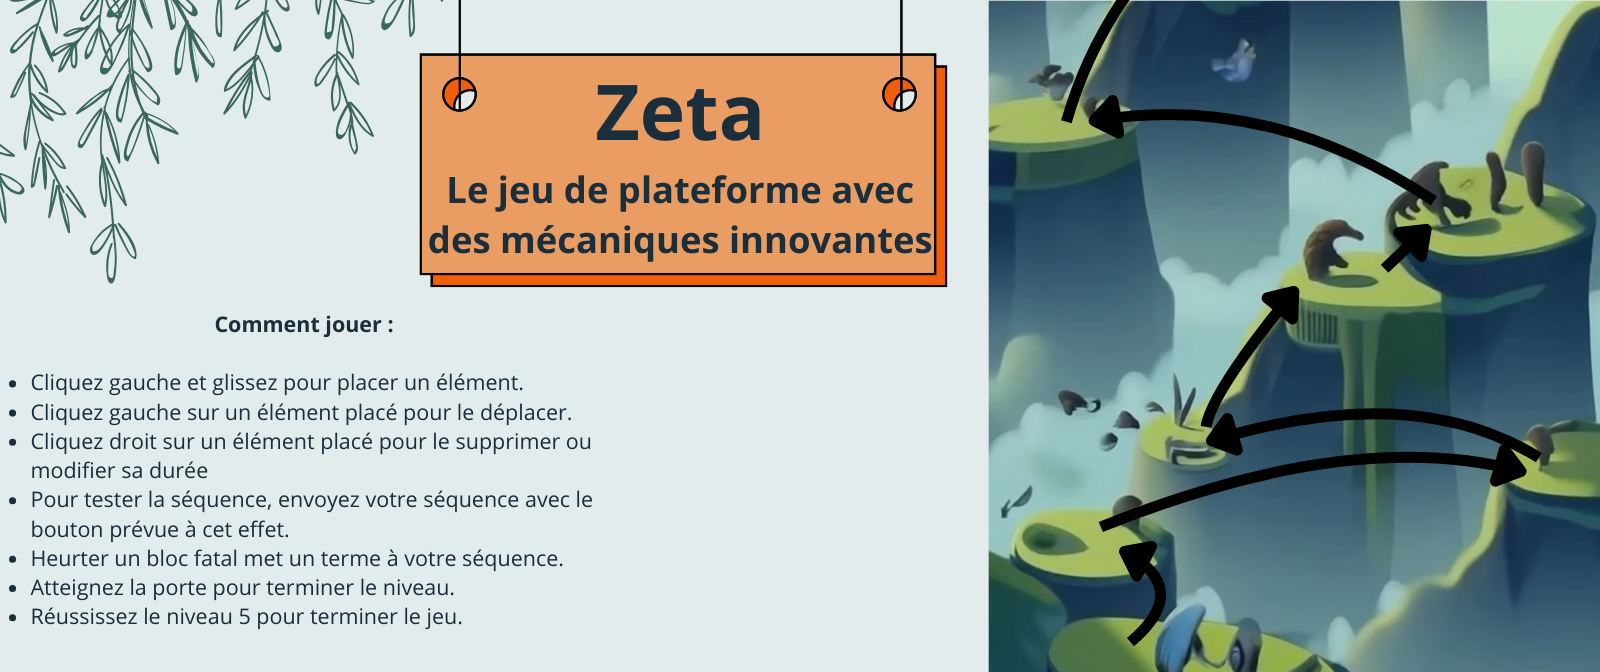 Zeta
Le jeu de plateforme avec
des mécaniques innovantes
Comment jouer :
Cliquez gauche et glissez pour placer un élément.
Cliquez gauche sur un élément placé pour le déplacer.
Cliquez droit sur un élément placé pour le supprimer ou
modifier sa durée
Pour tester la séquence, envoyez votre séquence avec le
bouton prévue à cet effet.
Heurter un bloc fatal met un terme à votre séquence.
Atteignez la porte pour terminer le niveau.
Réussissez le niveau 5 pour terminer le jeu.